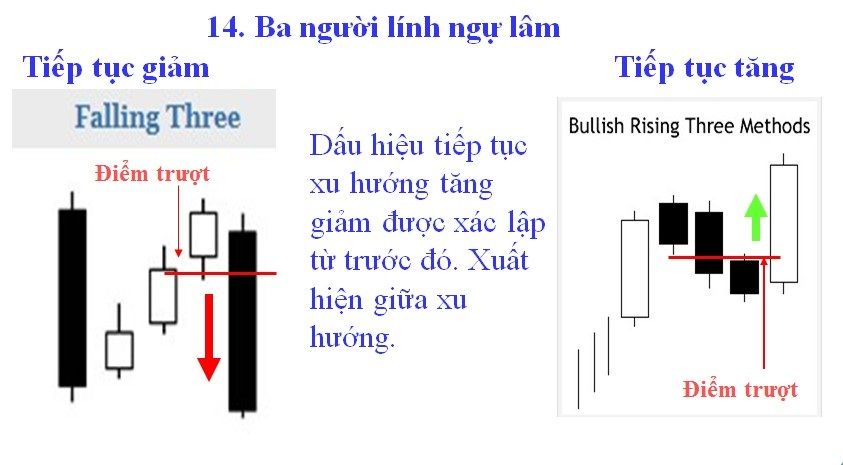 14. Ba người lính ngự lâm
Tiếp tục giảm
Tiếp tục tăng
Falling Three
Điểm trượt
Dấu hiệu tiếp tục
xu hướng tăng
giảm được xác lập
từ trước đó. Xuất
hiện giữa xu
hướng.
Bullish Rising Three Methods
Điểm trượt